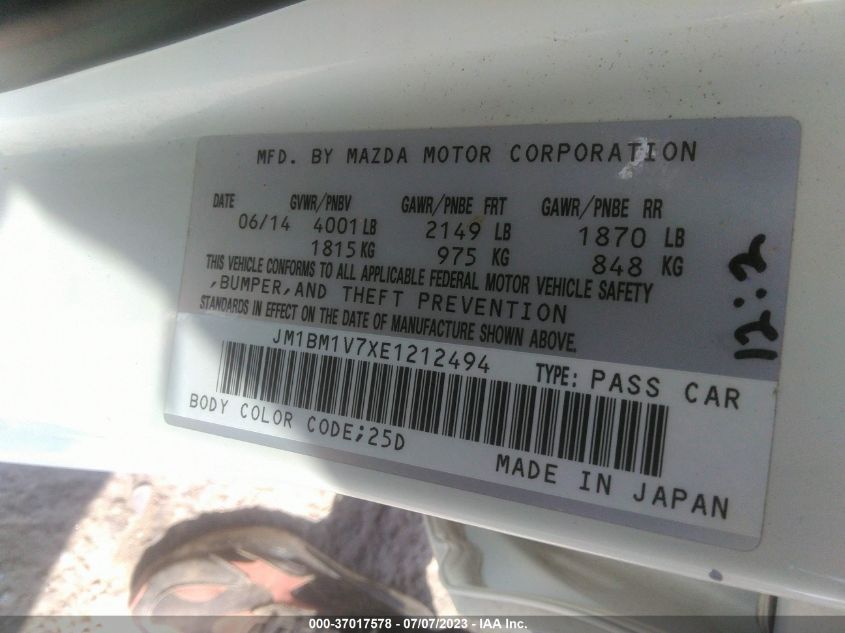 MFD. BY MAZDA MOTOR CORPORATION
DATE GVWR/PNBV GAWR/PNBE FRT GAWR/PNBE RR
06/14 4001 LB 2149 LB 1870 LB
1815 KG 975 KG 848 KG
THIS VEHICLE CONFORMS TO ALL APPLICABLE FEDERAL MOTOR VEHICLE SAFETY
,BUMPER,AND THEFT PREVENTION
STANDARDS IN EFFECT ON THE DATE OF MANUFACTURE SHOWN ABOVE.
JM1BM1V7XE1212494 TYPE: PASS CAR
BODY COLOR CODE;25D
MADE IN JAPAN
12:2
000-37017578 - 07/07/2023 - IAA Inc.